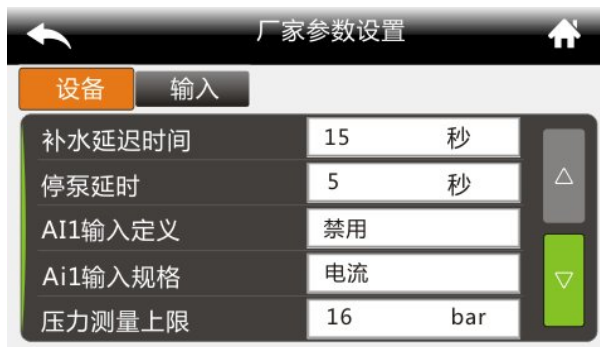 厂家参数设置
设备 输入
补水延迟时间 15 秒
停泵延时 5 秒
AI1输入定义 禁用
Ai1输入规格 电流
压力测量上限 16 bar